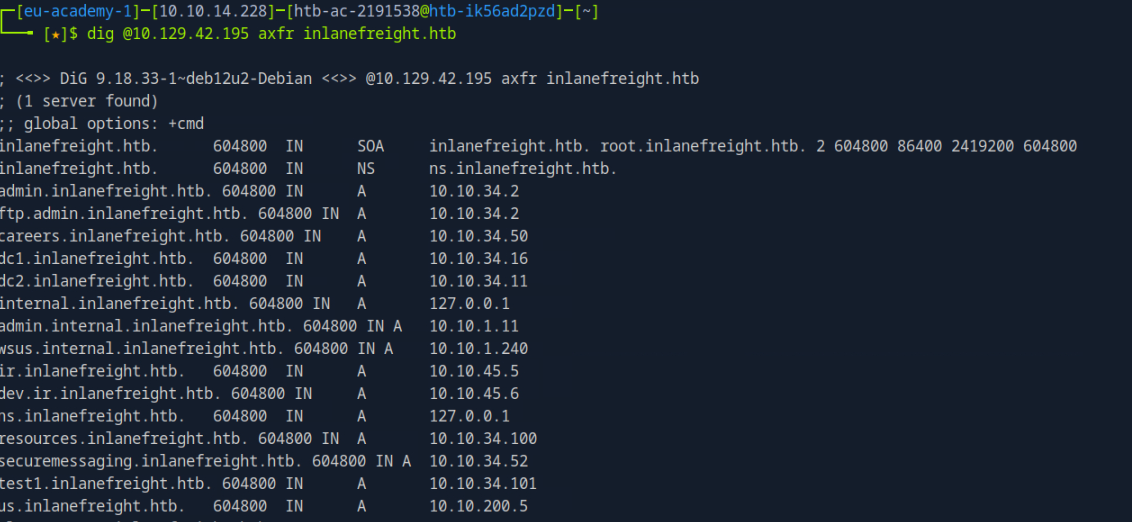 [eu-academy-1]─[10.10.14.228]─[htb-ac-2191538@htb-ik56ad2pzd]─[~]
[★]$ dig @10.129.42.195 axfr inlanefreight.htb
; <<>> DiG 9.18.33-1~deb12u2-Debian <<>> @10.129.42.195 axfr inlanefreight.htb
; (1 server found)
;; global options: +cmd
inlanefreight.htb. 604800 IN SOA inlanefreight.htb. root.inlanefreight.htb. 2 604800 86400 2419200 604800
inlanefreight.htb. 604800 IN NS ns.inlanefreight.htb.
admin.inlanefreight.htb. 604800 IN A 10.10.34.2
ftp.admin.inlanefreight.htb. 604800 IN A 10.10.34.2
careers.inlanefreight.htb. 604800 IN A 10.10.34.50
dc1.inlanefreight.htb. 604800 IN A 10.10.34.16
dc2.inlanefreight.htb. 604800 IN A 10.10.34.11
internal.inlanefreight.htb. 604800 IN A 127.0.0.1
admin.internal.inlanefreight.htb. 604800 IN A 10.10.1.11
wsus.internal.inlanefreight.htb. 604800 IN A 10.10.1.240
ir.inlanefreight.htb. 604800 IN A 10.10.45.5
dev.ir.inlanefreight.htb. 604800 IN A 10.10.45.6
ns.inlanefreight.htb. 604800 IN A 127.0.0.1
resources.inlanefreight.htb. 604800 IN A 10.10.34.100
securemessaging.inlanefreight.htb. 604800 IN A 10.10.34.52
test1.inlanefreight.htb. 604800 IN A 10.10.34.101
us.inlanefreight.htb. 604800 IN A 10.10.200.5